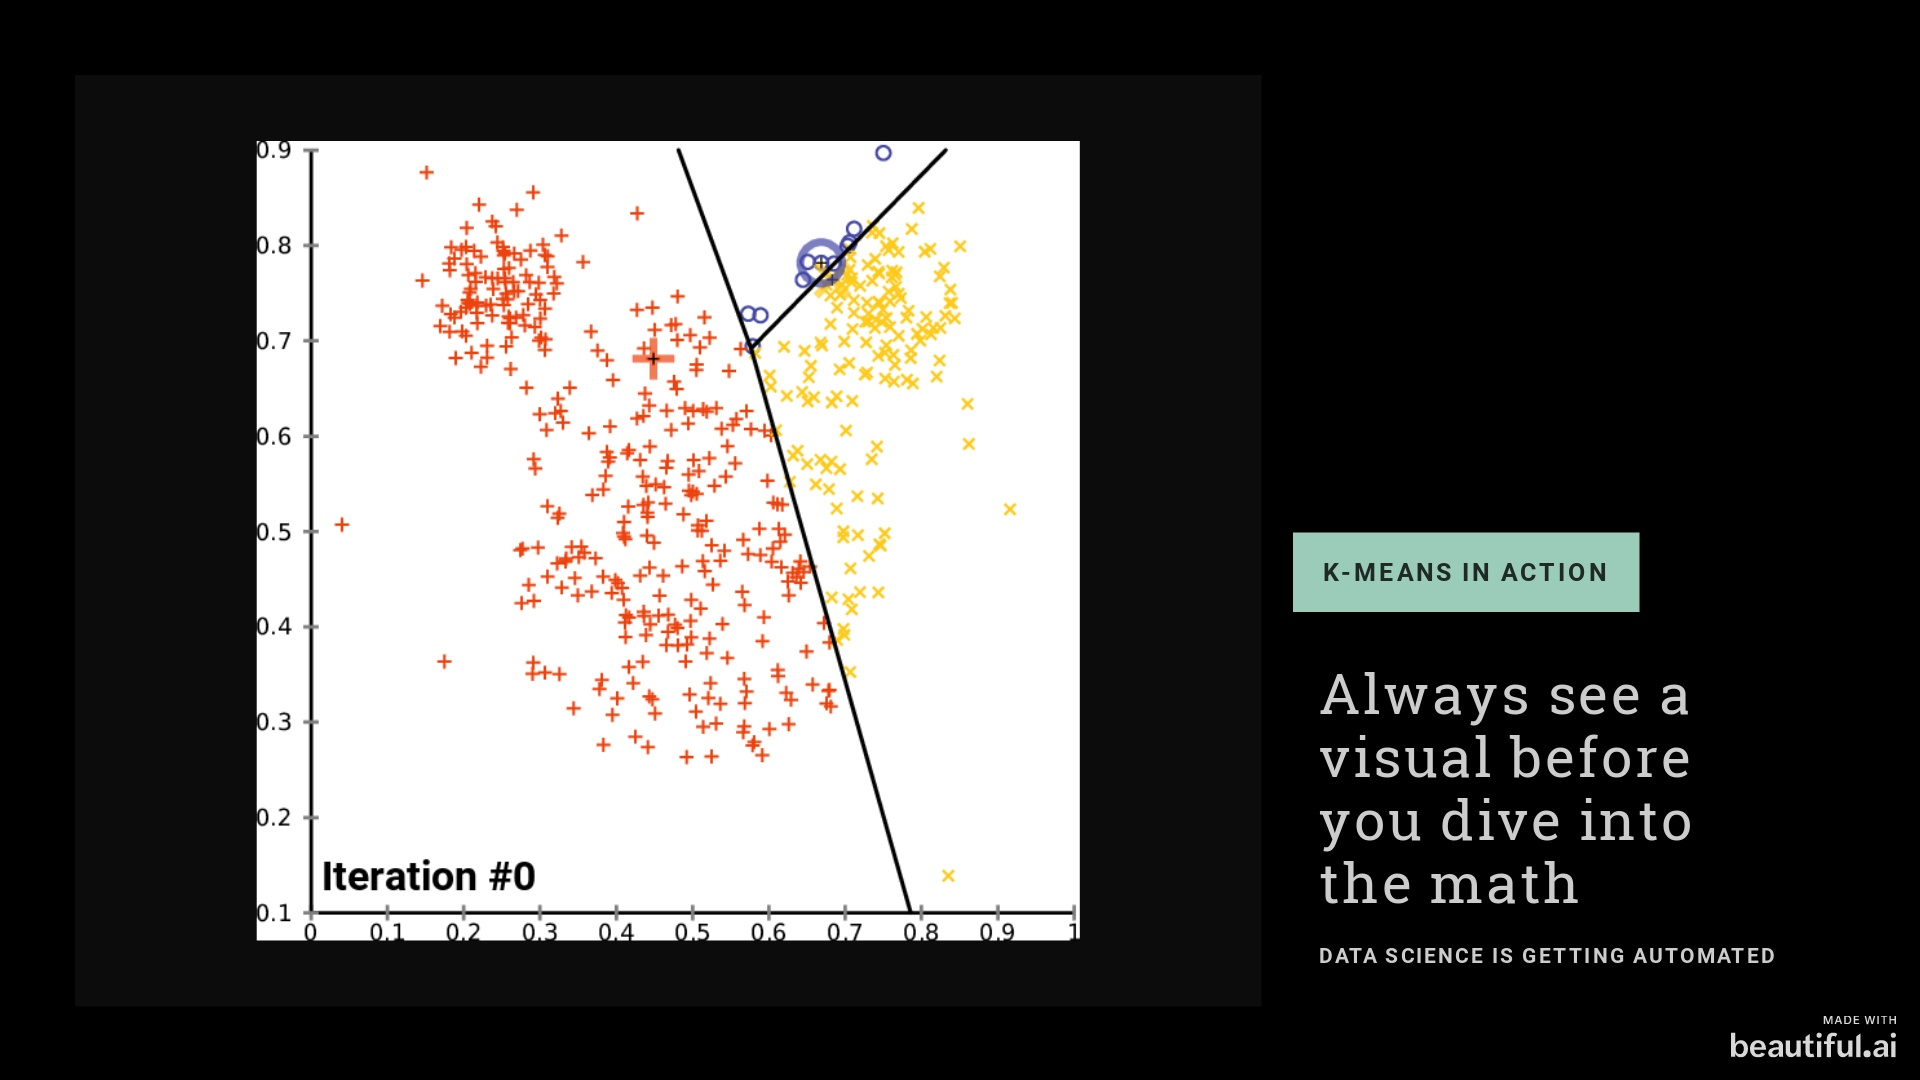 0.9
0.8
0.7
0.6
0.5
0.4
0.3
0.2
0.1
Iteration #0
0 0.1 0.2 0.3 0.4 0.5 0.6 0.7 0.8 0.9 1
K-MEANS IN ACTION
Always see a
visual before
you dive into
the math
DATA SCIENCE IS GETTING AUTOMATED
MADE WITH
beautiful.ai